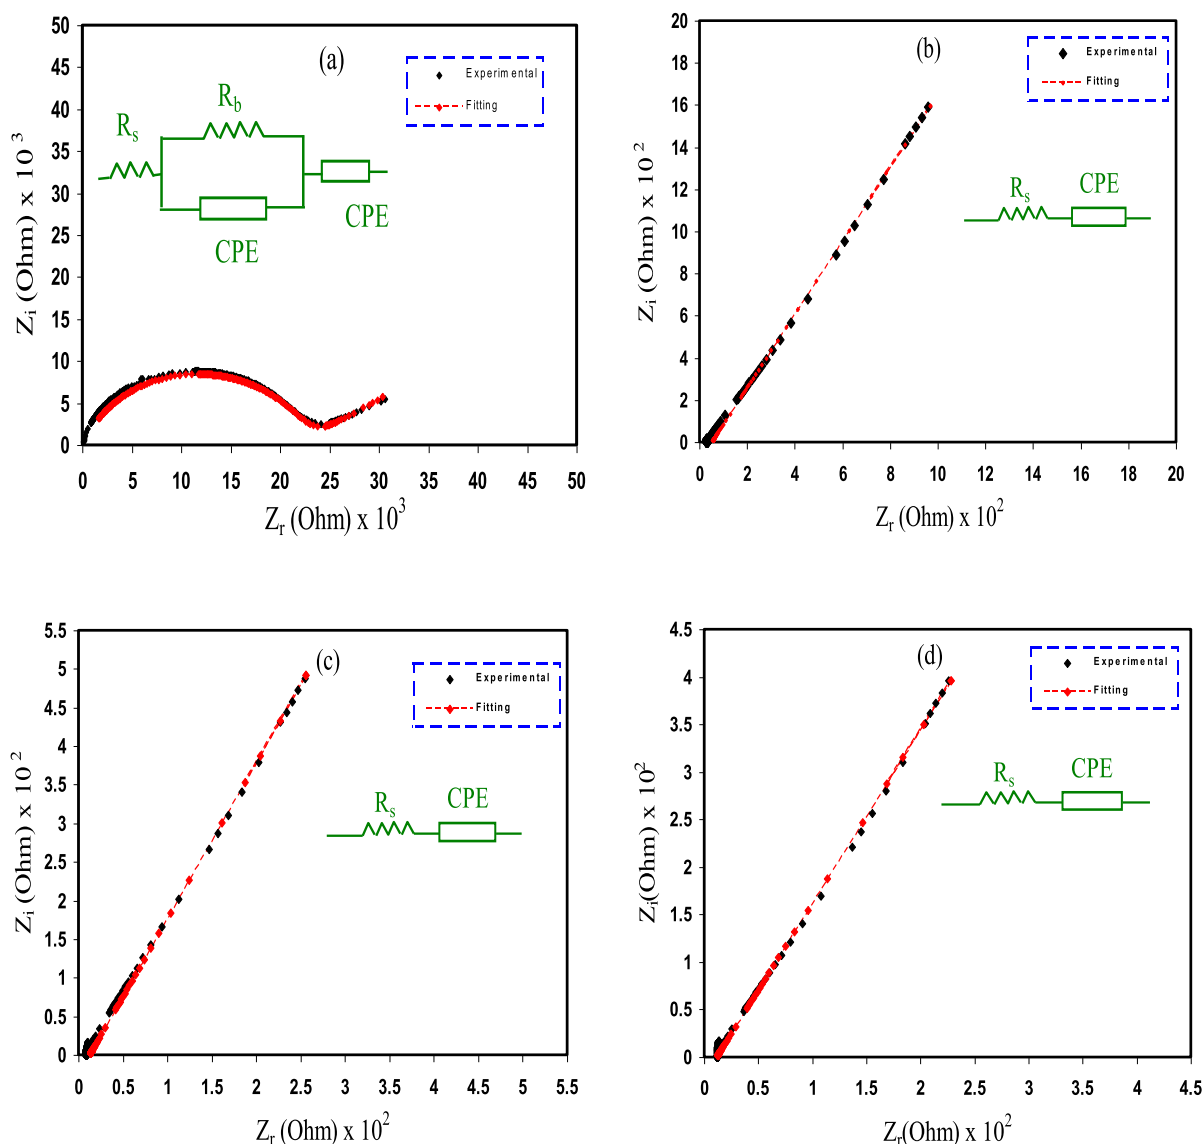 (a)
Experimental
Fitting
R_b
R_s
CPE
CPE
Z_i (Ohm) x 10^3
50
45
40
35
30
25
20
15
10
5
0
0 5 10 15 20 25 30 35 40 45 50
Z_r (Ohm) x 10^3
(b)
Experimental
Fitting
R_s CPE
Z_i (Ohm) x 10^2
20
18
16
14
12
10
8
6
4
2
0
0 2 4 6 8 10 12 14 16 18 20
Z_r (Ohm) x 10^2
(c)
Experimental
Fitting
R_s CPE
Z_i (Ohm) x 10^2
5.5
5
4.5
4
3.5
3
2.5
2
1.5
1
0.5
0
0 0.5 1 1.5 2 2.5 3 3.5 4 4.5 5 5.5
Z_r (Ohm) x 10^2
(d)
Experimental
Fitting
R_s CPE
Z_i(Ohm) x 10^2
4.5
4
3.5
3
2.5
2
1.5
1
0.5
0
0 0.5 1 1.5 2 2.5 3 3.5 4 4.5
Z_r(Ohm) x 10^2